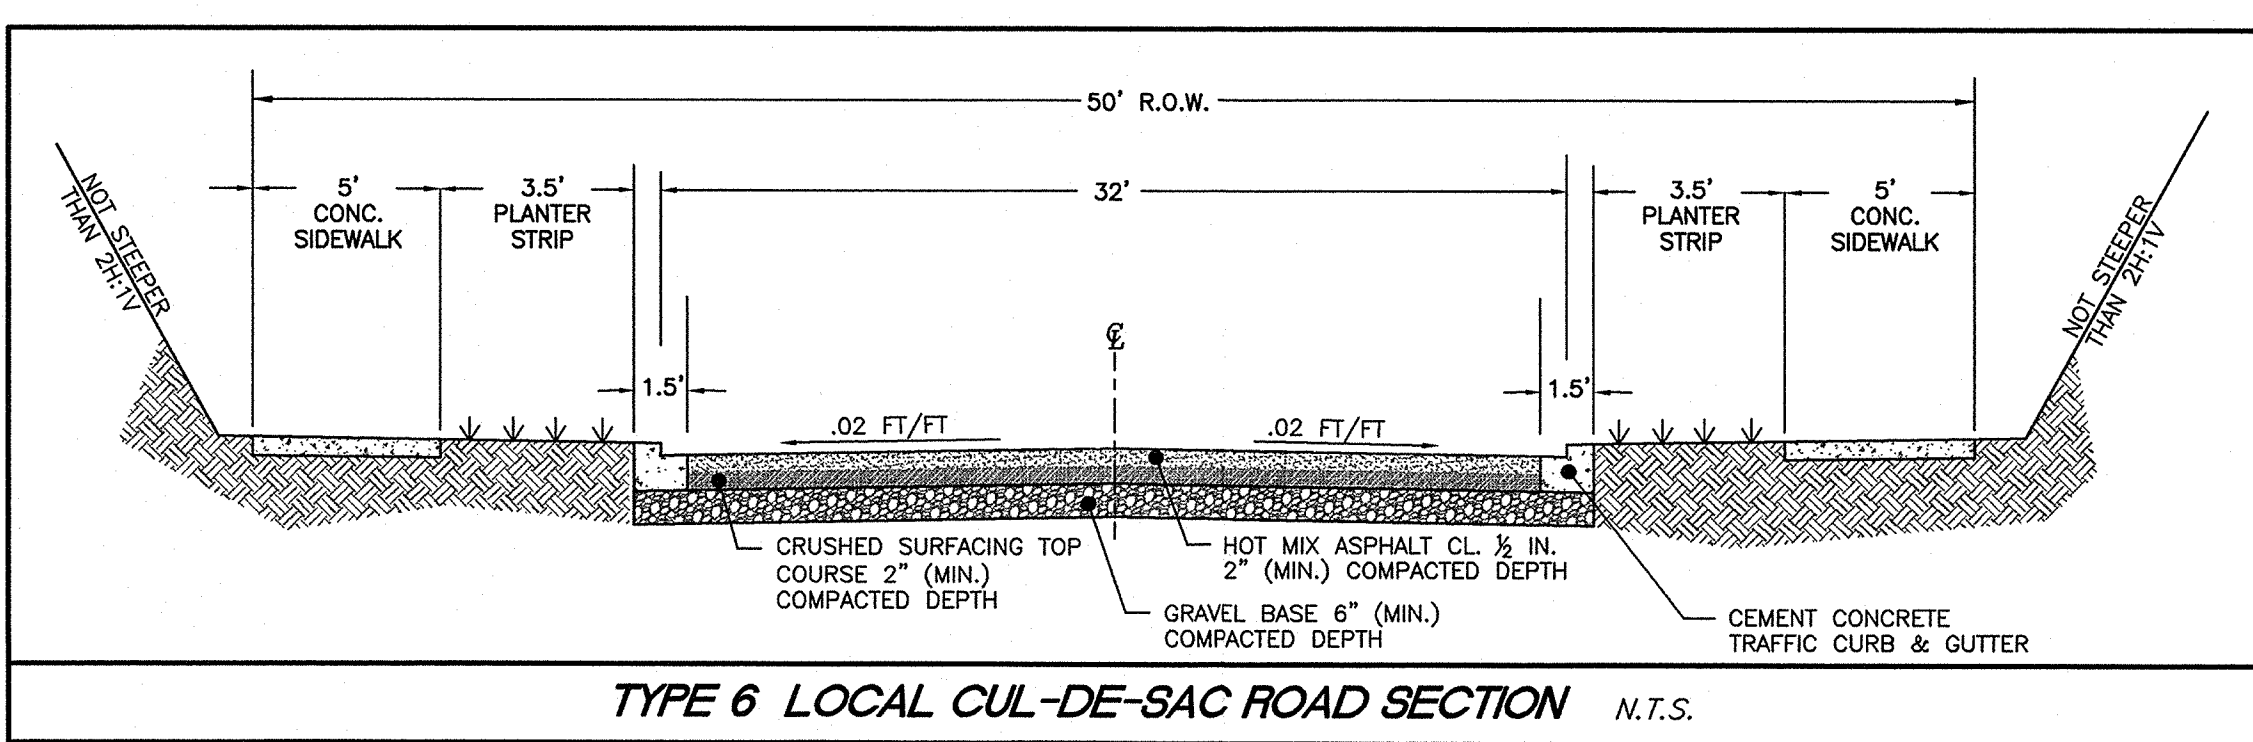 50' R.O.W.
5'
CONC.
SIDEWALK
3.5'
PLANTER
STRIP
32'
3.5'
PLANTER
STRIP
5'
CONC.
SIDEWALK
NOT STEEPER
THAN 2H:1V
NOT STEEPER
THAN 2H:1V
℄
1.5'
1.5'
.02 FT/FT
.02 FT/FT
CRUSHED SURFACING TOP
COURSE 2" (MIN.)
COMPACTED DEPTH
HOT MIX ASPHALT CL. ½ IN.
2" (MIN.) COMPACTED DEPTH
GRAVEL BASE 6" (MIN.)
COMPACTED DEPTH
CEMENT CONCRETE
TRAFFIC CURB & GUTTER
TYPE 6 LOCAL CUL-DE-SAC ROAD SECTION N.T.S.